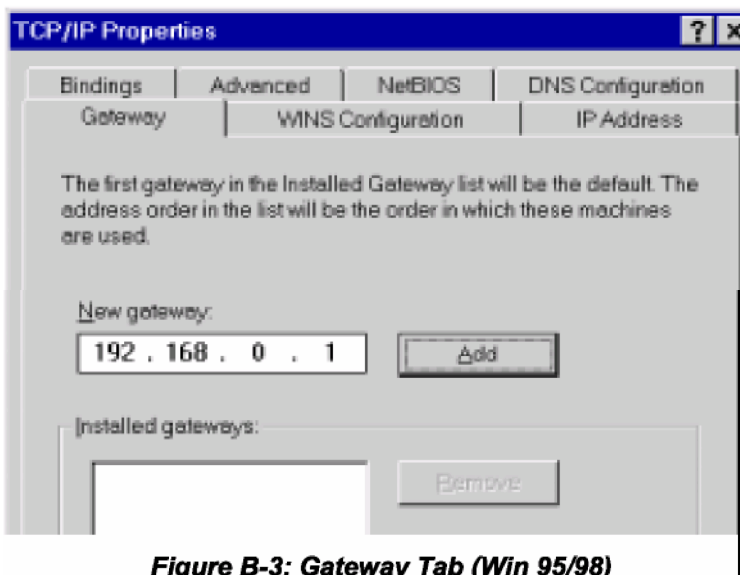 TCP/IP Properties
? X
Bindings Advanced NetBIOS DNS Configuration
Gateway WINS Configuration IP Address
The first gateway in the Installed Gateway list will be the default. The
address order in the list will be the order in which these machines
are used.
New gateway:
192 . 168 . 0 . 1 Add
Installed gateways:
Remove
Figure B-3: Gateway Tab (Win 95/98)